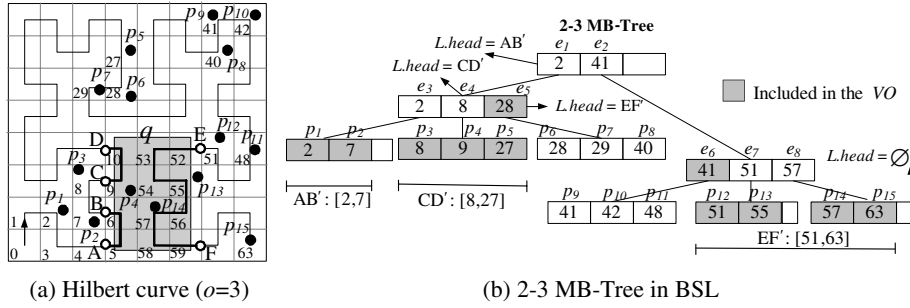 p9 p10
41 42
p5
40
27
p8
p7
p6
29 28
p12
q
D E
p11
10 53 52 51 48
p3
C
p13
8 9 54 55
p1
p4 p14
B
1 2 7 6 57 56
p2 p15
A F
0 3 4 5 58 59 63
(a) Hilbert curve (o=3)
2-3 MB-Tree
e1 e2
L.head = AB′
2 41
L.head = CD′
e3 e4 e5
2 8 28
L.head = EF′
Included in the VO
p1 p2 p3 p4 p5 p6 p7 p8
2 7 8 9 27 28 29 40
e6 e7 e8
L.head = ∅
41 51 57
AB′: [2,7]
CD′: [8,27]
p9 p10 p11 p12 p13 p14 p15
41 42 48 51 55 57 63
EF′: [51,63]
(b) 2-3 MB-Tree in BSL